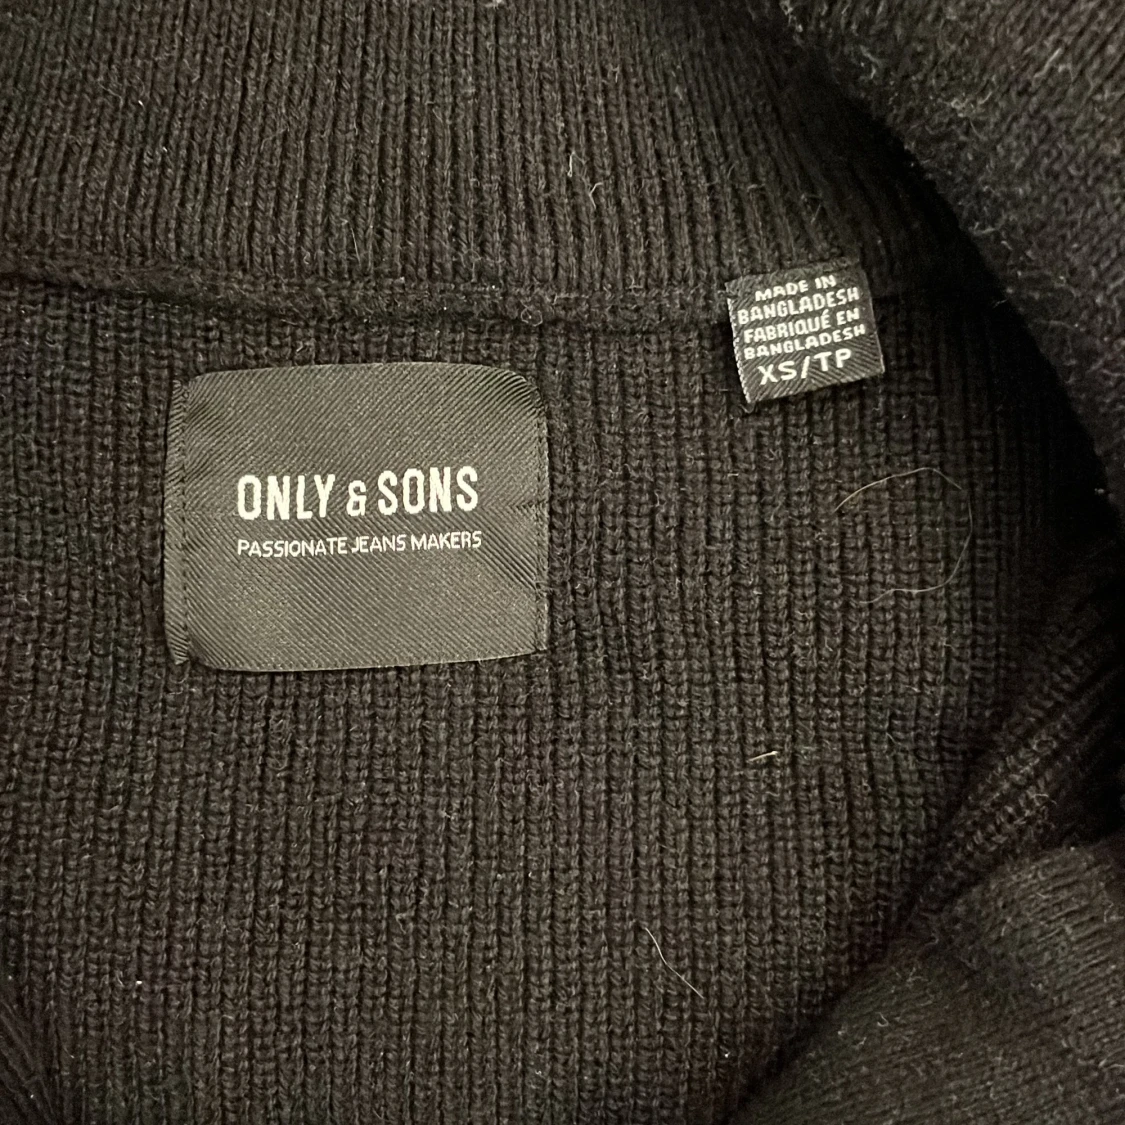 ONLY & SONS
PASSIONATE JEANS MAKERS
MADE IN
BANGLADESH
FABRIQUÉ EN
BANGLADESH
XS/TP